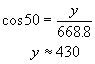 cos50 = y/668.8
y ≈ 430